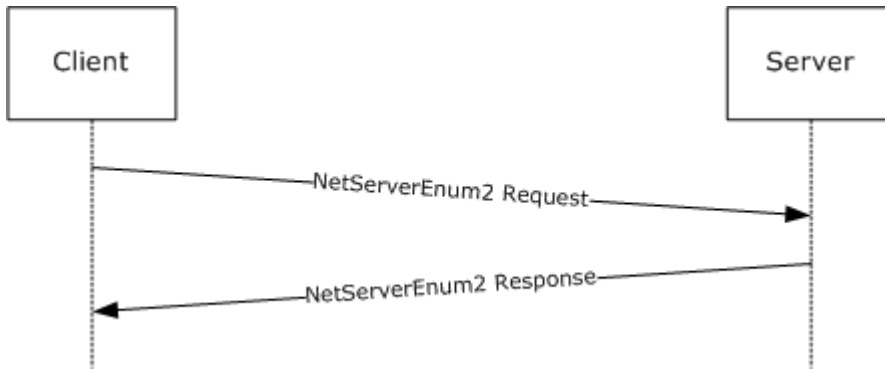 Client
Server
NetServerEnum2 Request
NetServerEnum2 Response